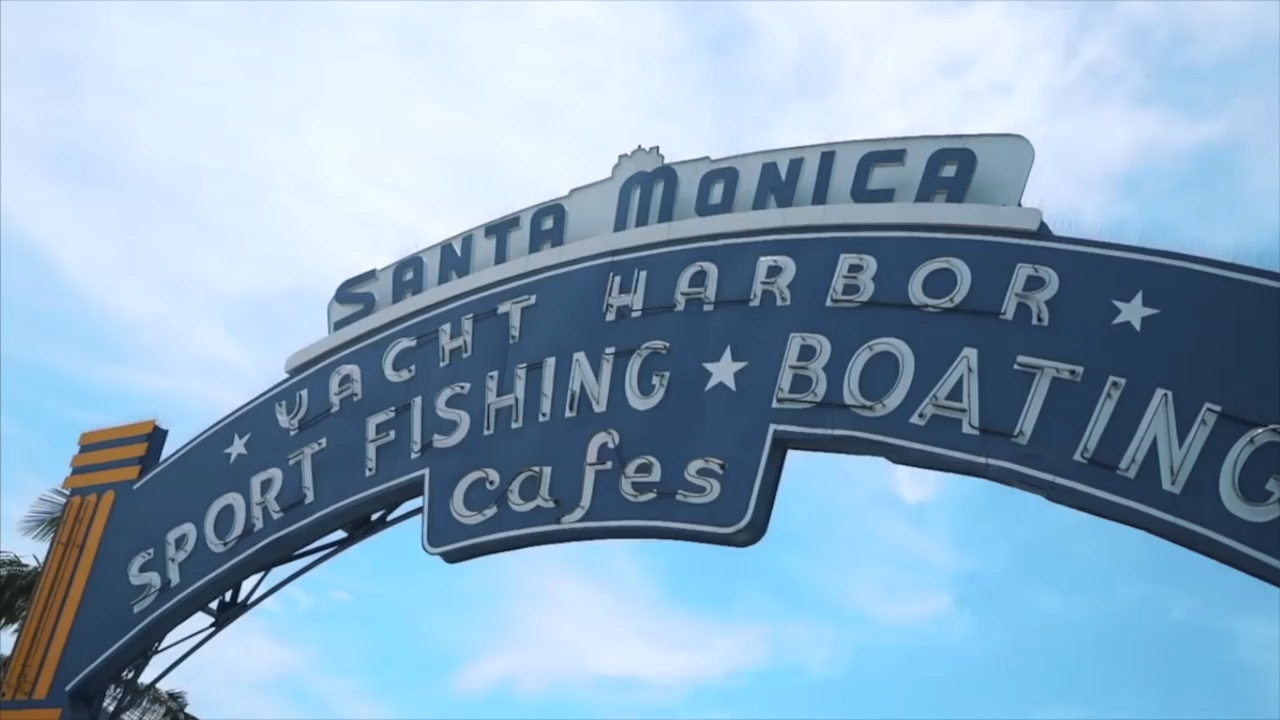 SANTA MONICA
YACHT HARBOR ★
SPORT FISHING ★ BOATING
cafes